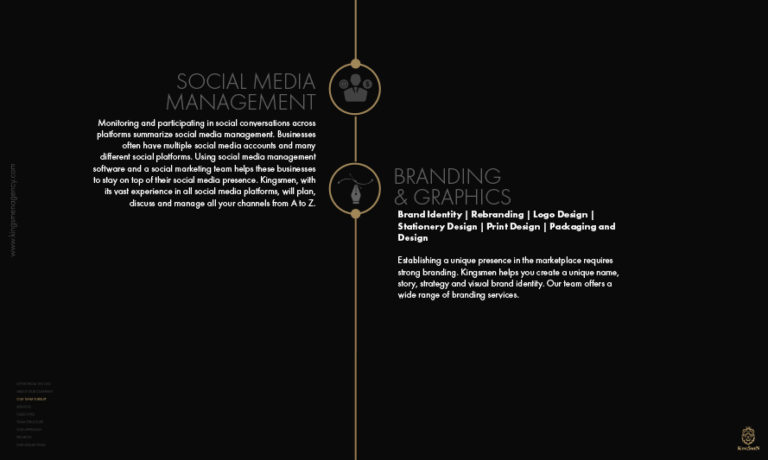 SOCIAL MEDIA
MANAGEMENT
Monitoring and participating in social conversations across
platforms summarize social media management. Businesses
often have multiple social media accounts and many
different social platforms. Using social media management
software and a social marketing team helps these businesses
to stay on top of their social media presence. Kingsmen, with
its vast experience in all social media platforms, will plan,
discuss and manage all your channels from A to Z.
BRANDING
& GRAPHICS
Brand Identity | Rebranding | Logo Design |
Stationery Design | Print Design | Packaging and
Design
Establishing a unique presence in the marketplace requires
strong branding. Kingsmen helps you create a unique name,
story, strategy and visual brand identity. Our team offers a
wide range of branding services.
www.kingsmenagency.com
KingsmeN